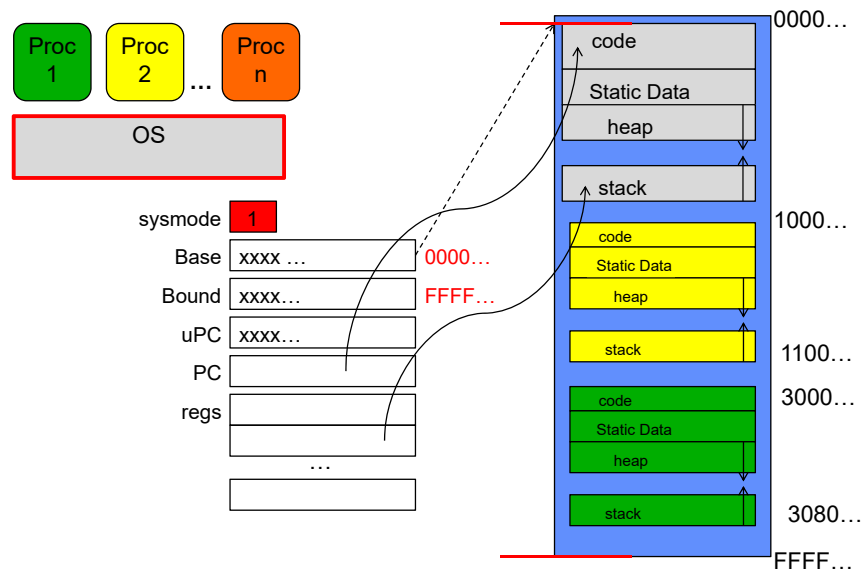 Proc
1
Proc
2
...
Proc
n
OS
sysmode 1
Base xxxx ... 0000...
Bound xxxx... FFFF...
uPC xxxx...
PC
regs
...
0000...
code
Static Data
heap
stack
1000...
code
Static Data
heap
stack
1100...
3000...
code
Static Data
heap
stack
3080...
FFFF...